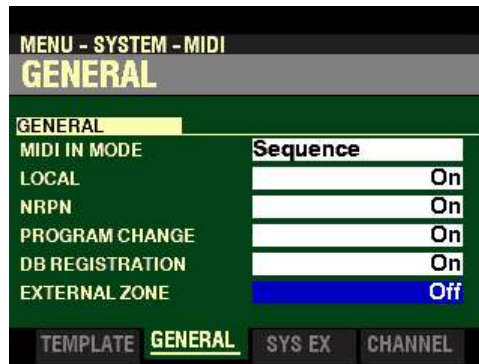 MENU - SYSTEM - MIDI
GENERAL
GENERAL
MIDI IN MODE Sequence
LOCAL On
NRPN On
PROGRAM CHANGE On
DB REGISTRATION On
EXTERNAL ZONE Off
TEMPLATE GENERAL SYS EX CHANNEL